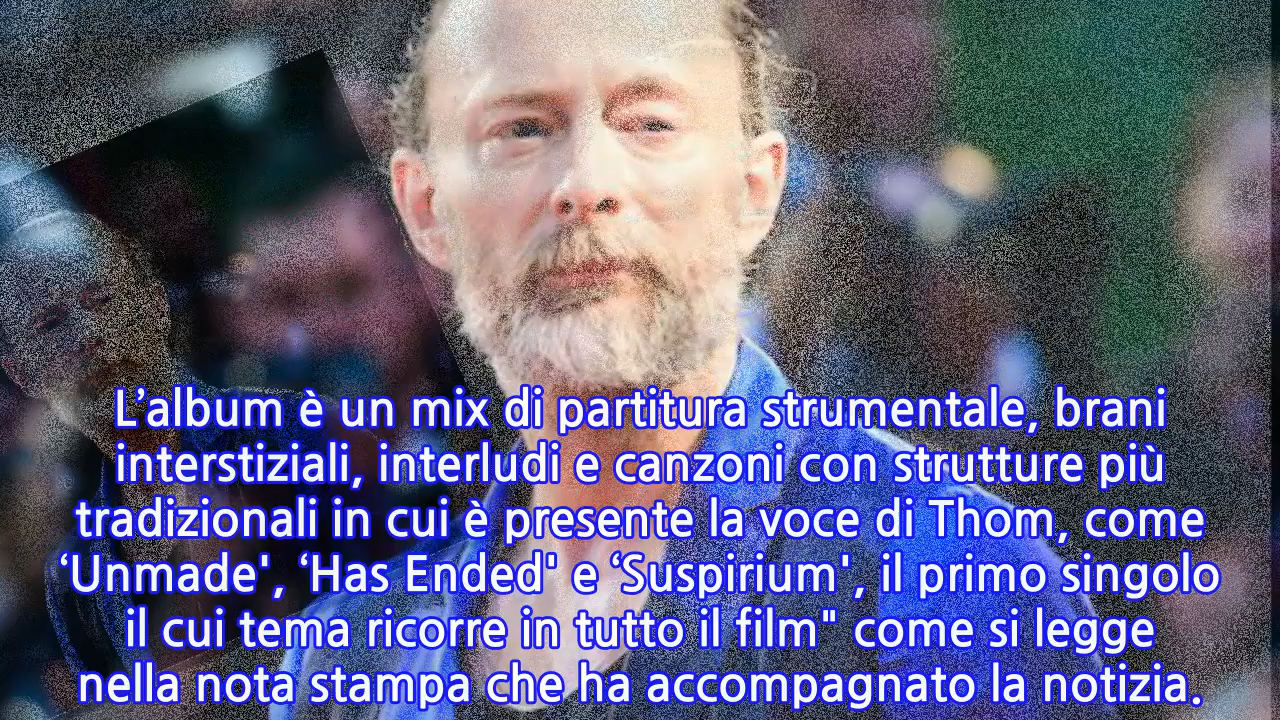 L’album è un mix di partitura strumentale, brani
interstiziali, interludi e canzoni con strutture più
tradizionali in cui è presente la voce di Thom, come
‘Unmade', ‘Has Ended' e ‘Suspirium', il primo singolo
il cui tema ricorre in tutto il film" come si legge
nella nota stampa che ha accompagnato la notizia.